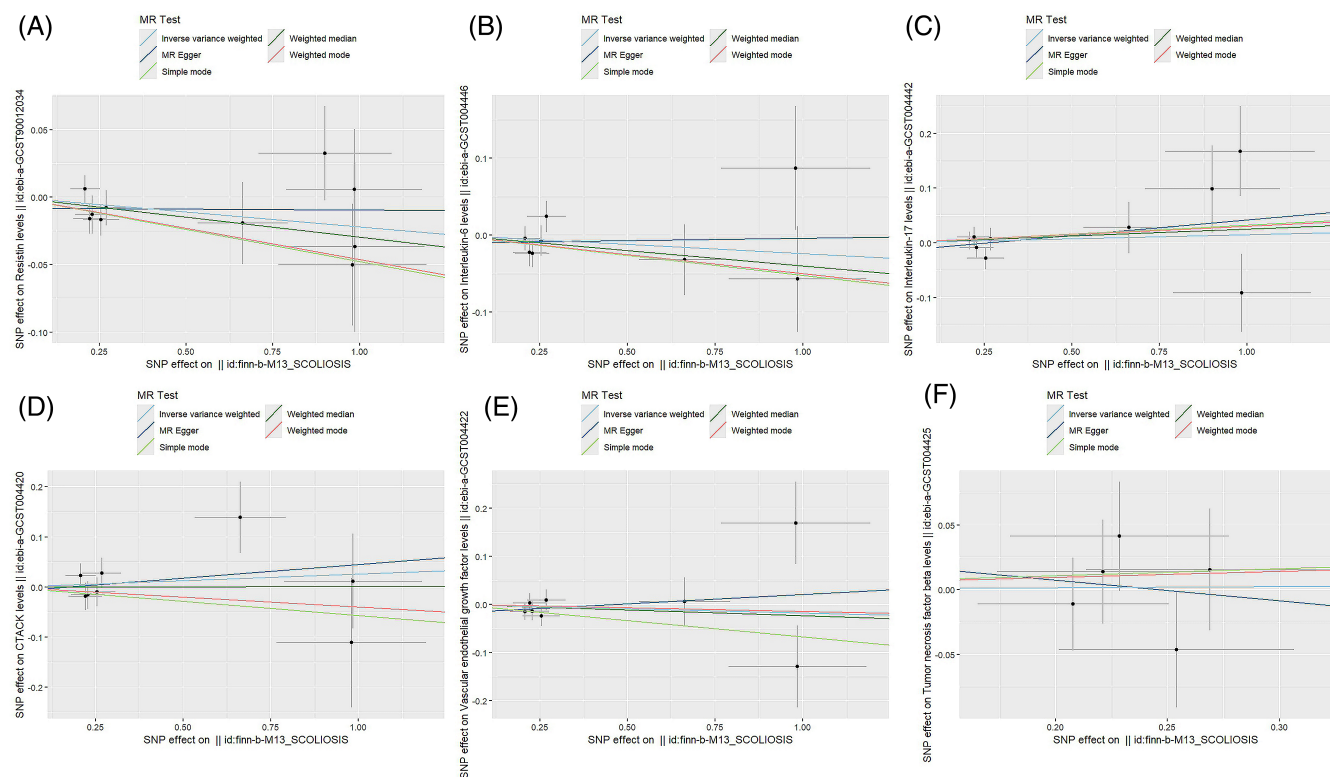 (A)
MR Test
Inverse variance weighted
Weighted median
MR Egger
Weighted mode
Simple mode
SNP effect on Resistin levels || id:ebi-a-GCST90012034
0.05
0.00
-0.05
-0.10
0.25
0.50
0.75
1.00
SNP effect on || id:finn-b-M13_SCOLIOSIS
(B)
MR Test
Inverse variance weighted
Weighted median
MR Egger
Weighted mode
Simple mode
SNP effect on Interleukin-6 levels || id:ebi-a-GCST004446
0.1
0.0
-0.1
0.25
0.50
0.75
1.00
SNP effect on || id:finn-b-M13_SCOLIOSIS
(C)
MR Test
Inverse variance weighted
Weighted median
MR Egger
Weighted mode
Simple mode
SNP effect on Interleukin-17 levels || id:ebi-a-GCST004442
0.2
0.1
0.0
-0.1
0.25
0.50
0.75
1.00
SNP effect on || id:finn-b-M13_SCOLIOSIS
(D)
MR Test
Inverse variance weighted
Weighted median
MR Egger
Weighted mode
Simple mode
SNP effect on CTACK levels || id:ebi-a-GCST004420
0.2
0.1
0.0
-0.1
-0.2
0.25
0.50
0.75
1.00
SNP effect on || id:finn-b-M13_SCOLIOSIS
(E)
MR Test
Inverse variance weighted
Weighted median
MR Egger
Weighted mode
Simple mode
SNP effect on Vascular endothelial growth factor levels || id:ebi-a-GCST004422
0.2
0.1
0.0
-0.1
-0.2
0.25
0.50
0.75
1.00
SNP effect on || id:finn-b-M13_SCOLIOSIS
(F)
MR Test
Inverse variance weighted
Weighted median
MR Egger
Weighted mode
Simple mode
SNP effect on Tumor necrosis factor beta levels || id:ebi-a-GCST004425
0.05
0.00
-0.05
0.20
0.25
0.30
SNP effect on || id:finn-b-M13_SCOLIOSIS